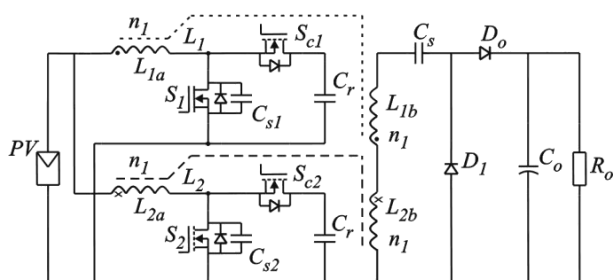 n1 L1 Sc1 Cs Do
L1a Cr L1b
S1 Cs1 n1
PV n1 L2 Sc2 D1 Co Ro
L2a Cr L2b
S2 Cs2 n1